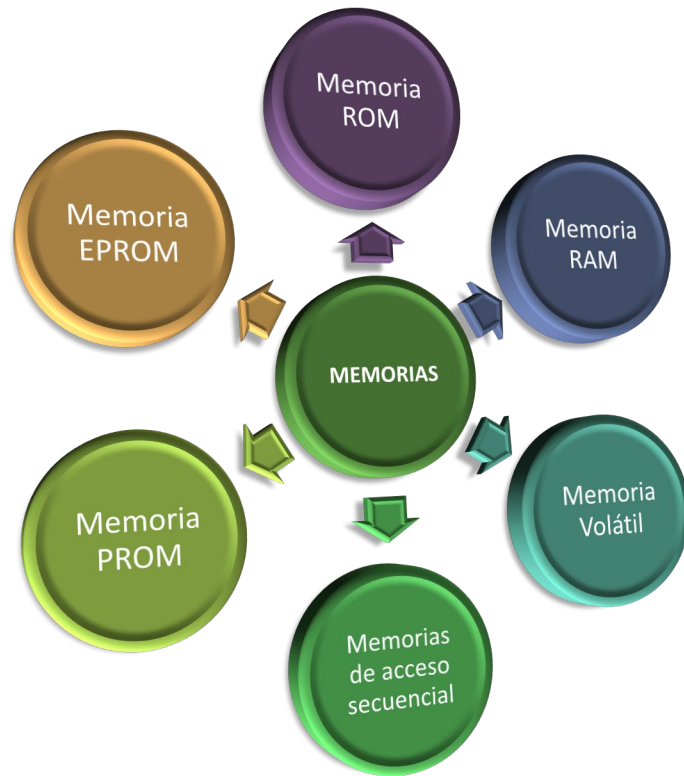 Memoria
ROM
Memoria
RAM
Memoria
Volátil
Memorias
de acceso
secuencial
Memoria
PROM
Memoria
EPROM
MEMORIAS